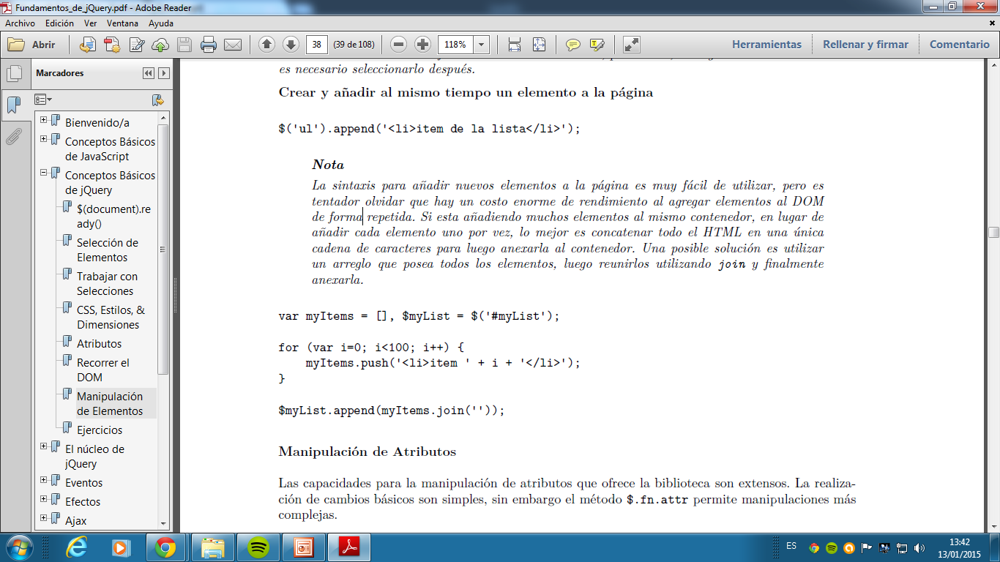 Fundamentos_de_jQuery.pdf - Adobe Reader
Archivo Edición Ver Ventana Ayuda
Abrir 38 (39 de 108) 118% Herramientas Rellenar y firmar Comentario
Marcadores
Bienvenido/a
Conceptos Básicos
de JavaScript
Conceptos Básicos
de jQuery
$(document).re
ady()
Selección de
Elementos
Trabajar con
Selecciones
CSS, Estilos, &
Dimensiones
Atributos
Recorrer el
DOM
Manipulación
de Elementos
Ejercicios
El núcleo de
jQuery
Eventos
Efectos
Ajax
es necesario seleccionarlo después.
Crear y añadir al mismo tiempo un elemento a la página
$('ul').append('<li>item de la lista</li>');
Nota
La sintaxis para añadir nuevos elementos a la página es muy fácil de utilizar, pero es
tentador olvidar que hay un costo enorme de rendimiento al agregar elementos al DOM
de forma repetida. Si esta añadiendo muchos elementos al mismo contenedor, en lugar de
añadir cada elemento uno por vez, lo mejor es concatenar todo el HTML en una única
cadena de caracteres para luego anexarla al contenedor. Una posible solución es utilizar
un arreglo que posea todos los elementos, luego reunirlos utilizando join y finalmente
anexarla.
var myItems = [], $myList = $('#myList');
for (var i=0; i<100; i++) {
    myItems.push('<li>item ' + i + '</li>');
}
$myList.append(myItems.join(''));
Manipulación de Atributos
Las capacidades para la manipulación de atributos que ofrece la biblioteca son extensos. La realiza-
ción de cambios básicos son simples, sin embargo el método $.fn.attr permite manipulaciones más
complejas.
ES
13:42
13/01/2015